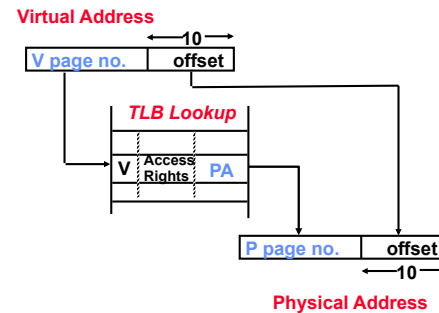 Virtual Address
10
V page no.
offset
TLB Lookup
V
Access
Rights
PA
P page no.
offset
10
Physical Address